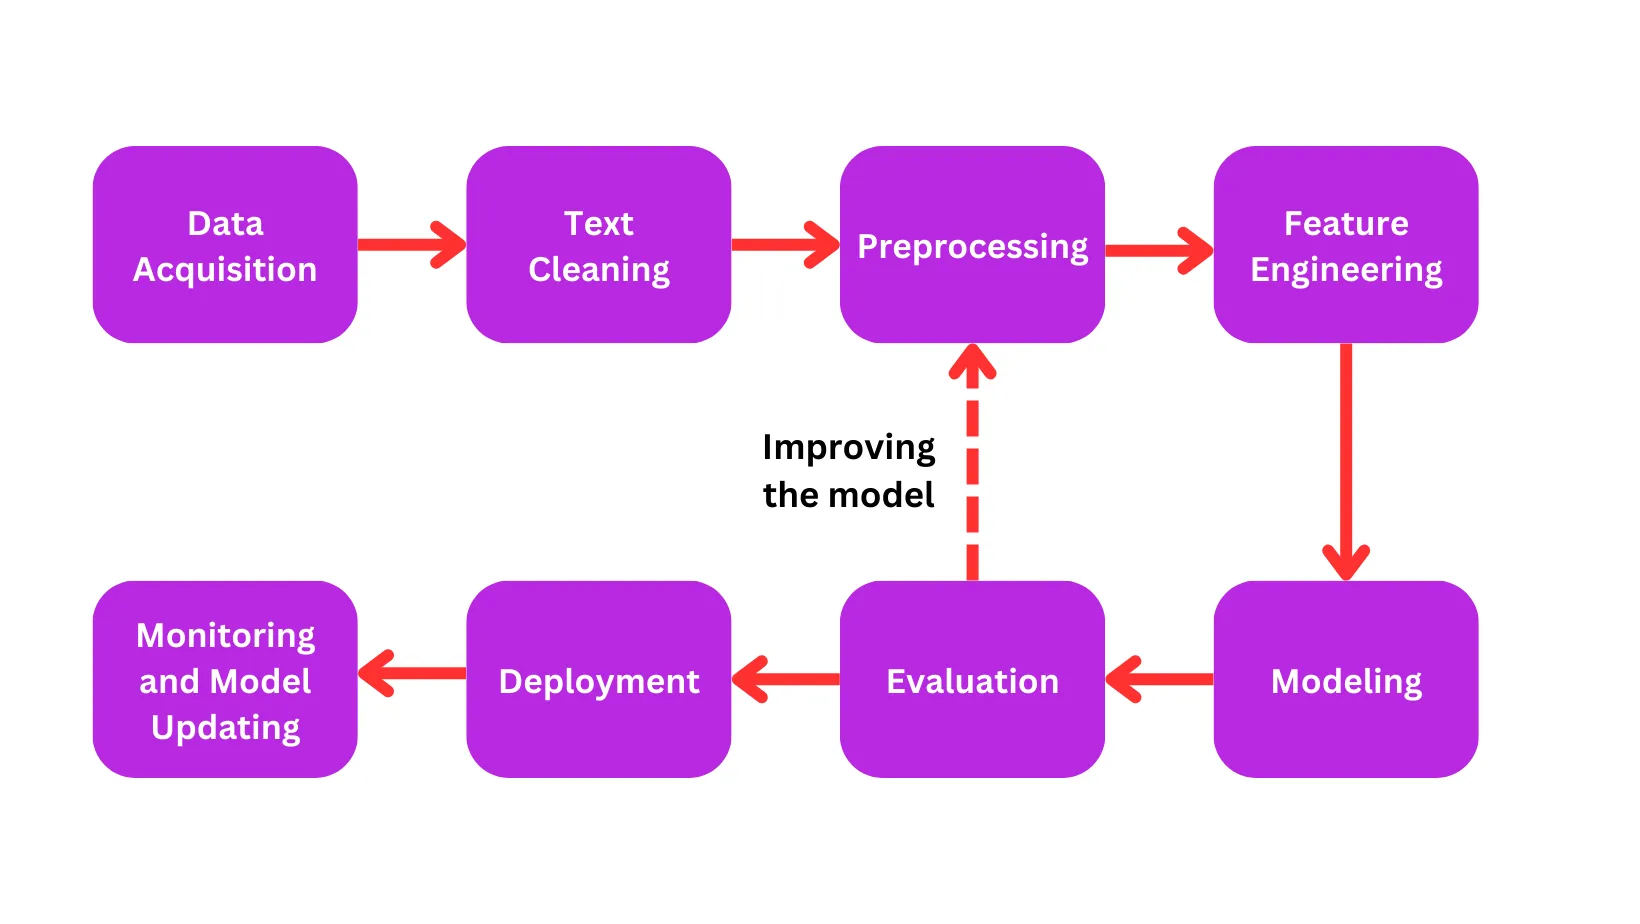 Data
Acquisition
Text
Cleaning
Preprocessing
Feature
Engineering
Improving
the model
Monitoring
and Model
Updating
Deployment
Evaluation
Modeling